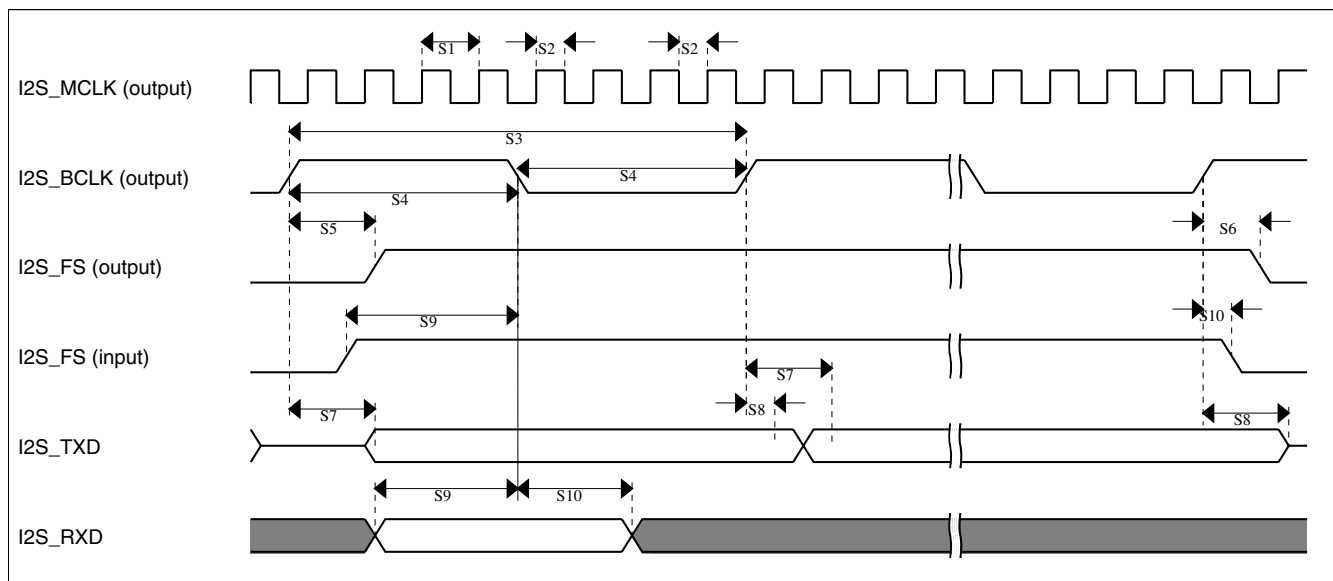 S1 S2 S2
I2S_MCLK (output)
S3
I2S_BCLK (output)
S4
S4
S5 S6
I2S_FS (output)
S9 S10
I2S_FS (input)
S7
S7 S8 S8
I2S_TXD
S9 S10
I2S_RXD